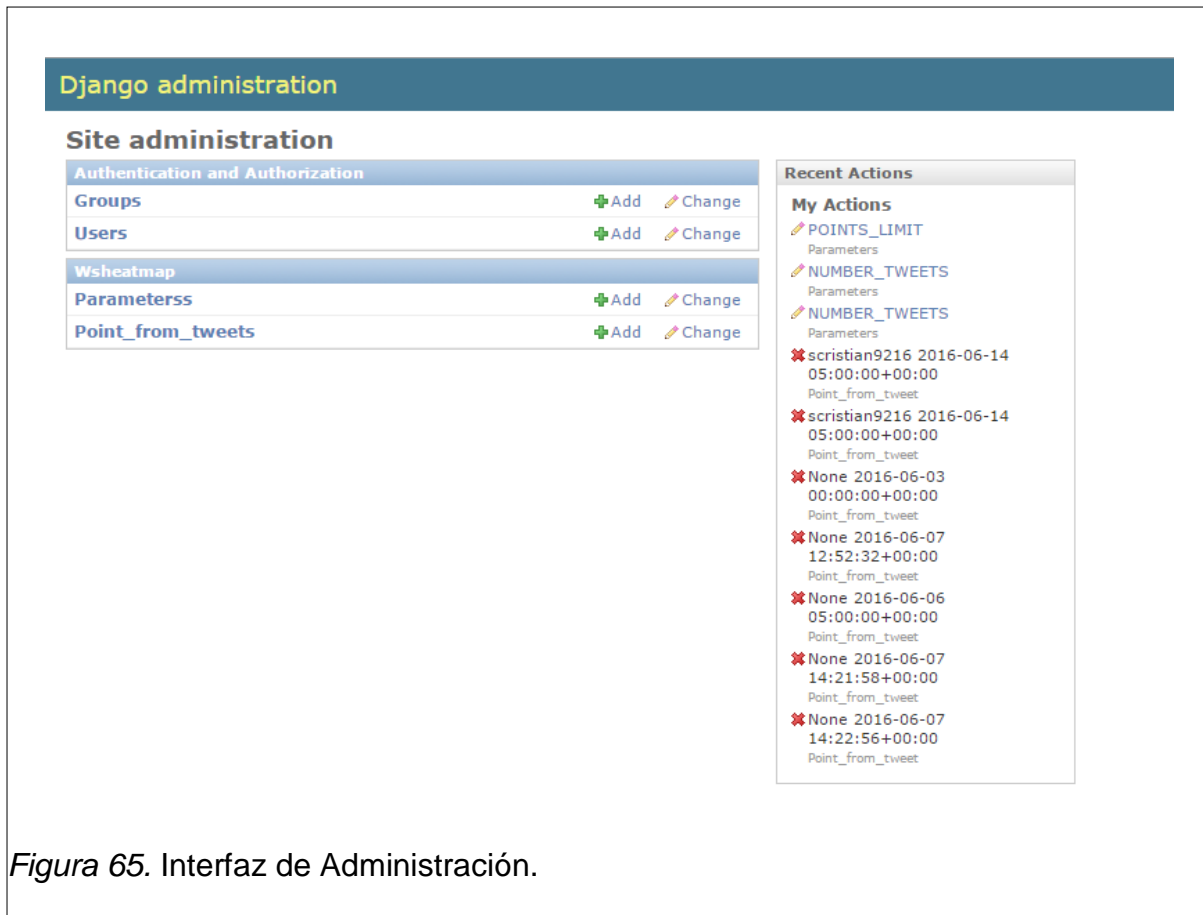 Django administration
Site administration
Authentication and Authorization
Groups Add Change
Users Add Change
Wsheatmap
Parameterss Add Change
Point_from_tweets Add Change
Recent Actions
My Actions
POINTS_LIMIT
Parameters
NUMBER_TWEETS
Parameters
NUMBER_TWEETS
Parameters
scristian9216 2016-06-14
05:00:00+00:00
Point_from_tweet
scristian9216 2016-06-14
05:00:00+00:00
Point_from_tweet
None 2016-06-03
00:00:00+00:00
Point_from_tweet
None 2016-06-07
12:52:32+00:00
Point_from_tweet
None 2016-06-06
05:00:00+00:00
Point_from_tweet
None 2016-06-07
14:21:58+00:00
Point_from_tweet
None 2016-06-07
14:22:56+00:00
Point_from_tweet
Figura 65. Interfaz de Administración.